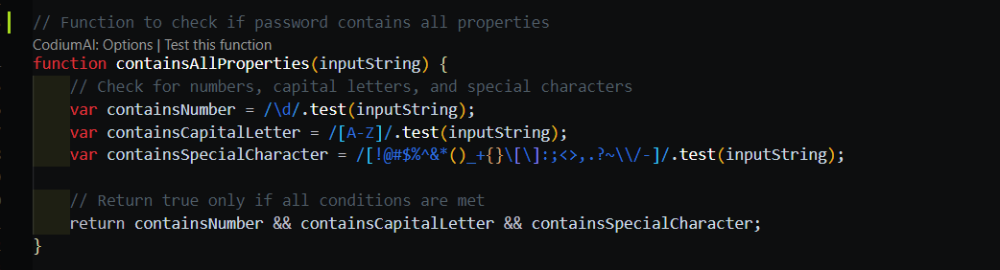 // Function to check if password contains all properties
CodiumAI: Options | Test this function
function containsAllProperties(inputString) {
    // Check for numbers, capital letters, and special characters
    var containsNumber = /\d/.test(inputString);
    var containsCapitalLetter = /[A-Z]/.test(inputString);
    var containsSpecialCharacter = /[!@#$%^&*()_+{}\[\]:;<>,.?~\\/-]/.test(inputString);
    // Return true only if all conditions are met
    return containsNumber && containsCapitalLetter && containsSpecialCharacter;
}